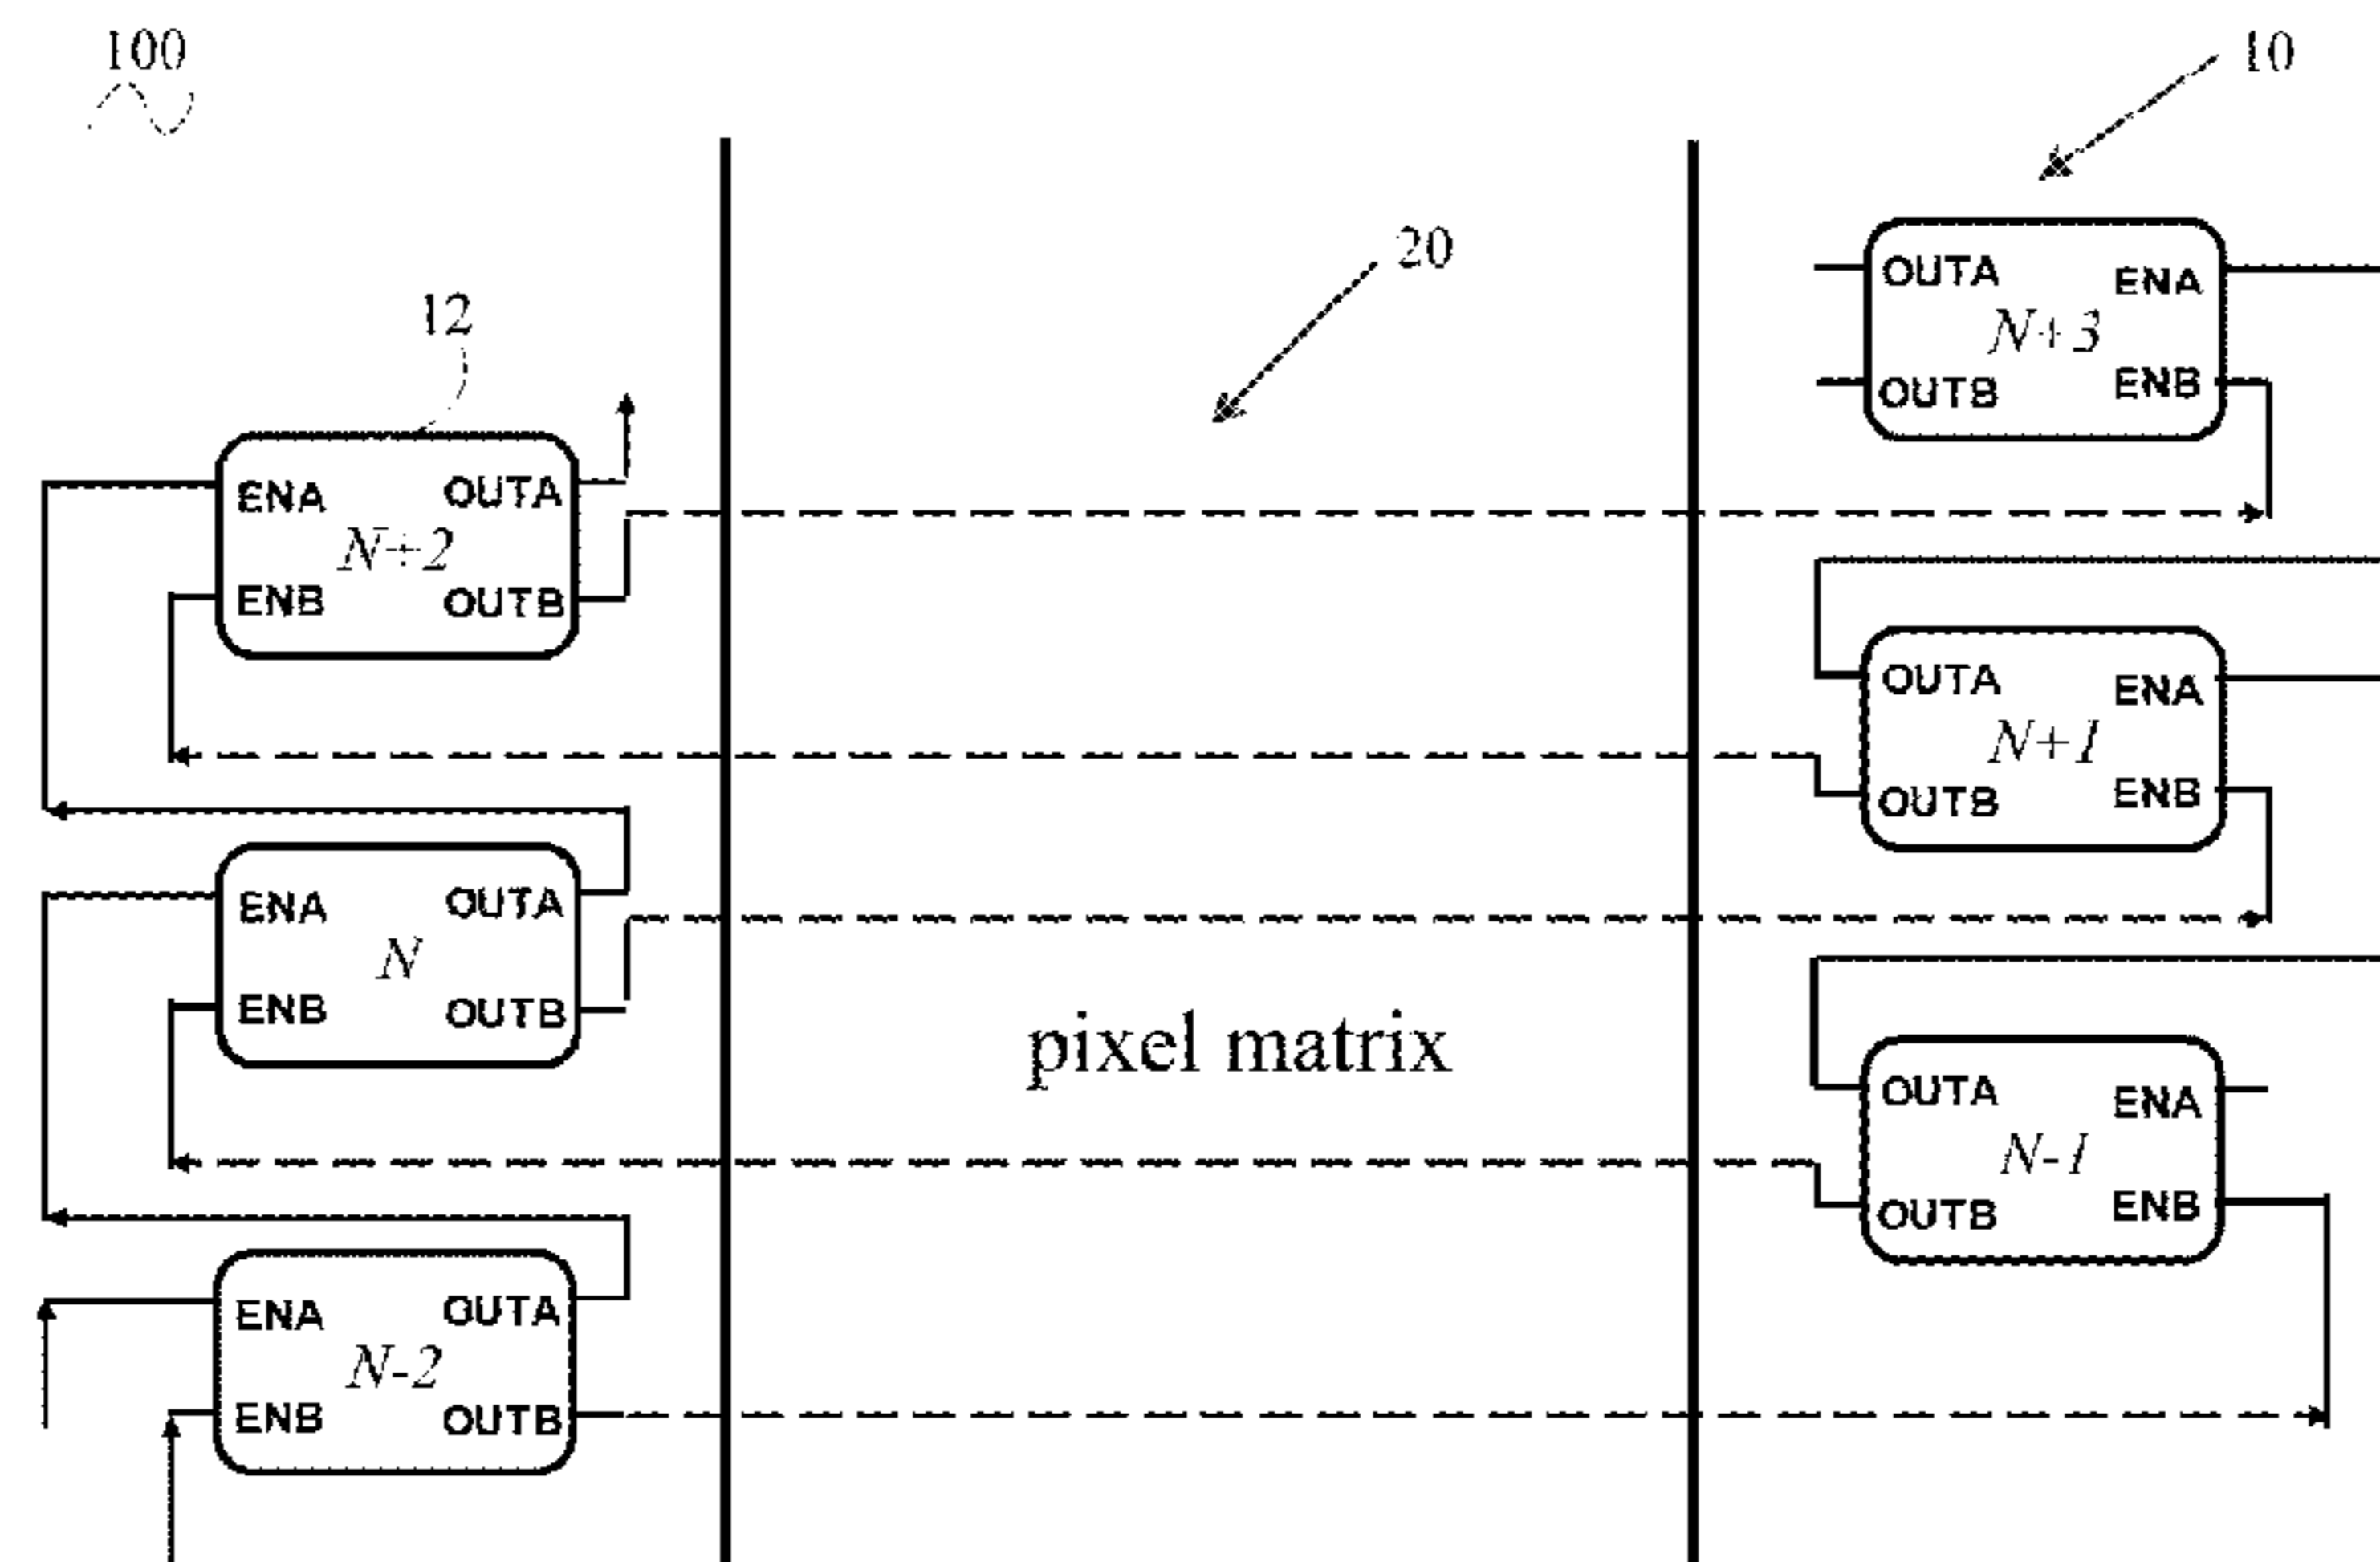 100
10
20
12
OUTA ENA
N+3
OUTB ENB
ENA OUTA
N+2
ENB OUTB
OUTA ENA
N+1
OUTB ENB
ENA OUTA
N
ENB OUTB
pixel matrix
OUTA ENA
N-1
OUTB ENB
ENA OUTA
N-2
ENB OUTB